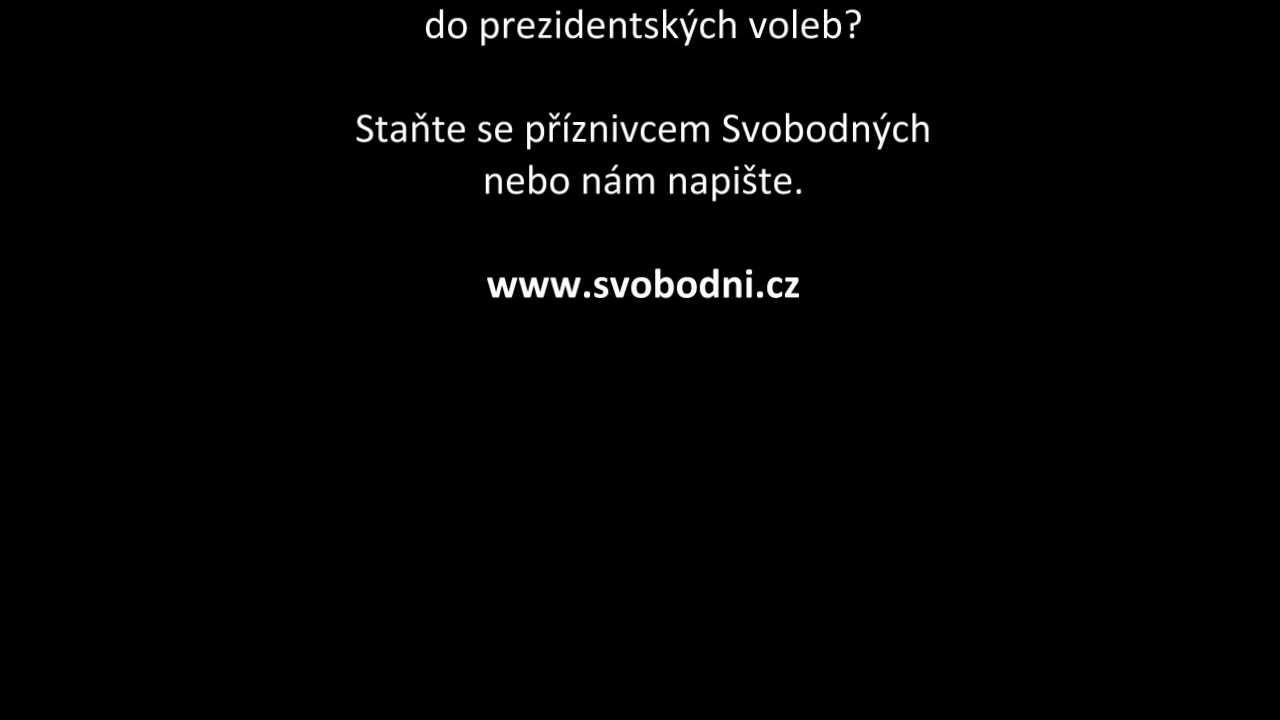 do prezidentských voleb?
Staňte se příznivcem Svobodných
nebo nám napište.
www.svobodni.cz